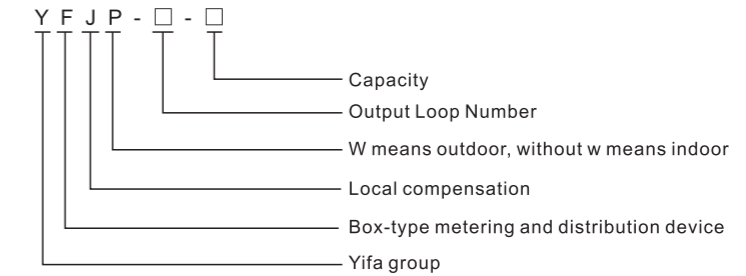 Y F J P - □ - □
Capacity
Output Loop Number
W means outdoor, without w means indoor
Local compensation
Box-type metering and distribution device
Yifa group